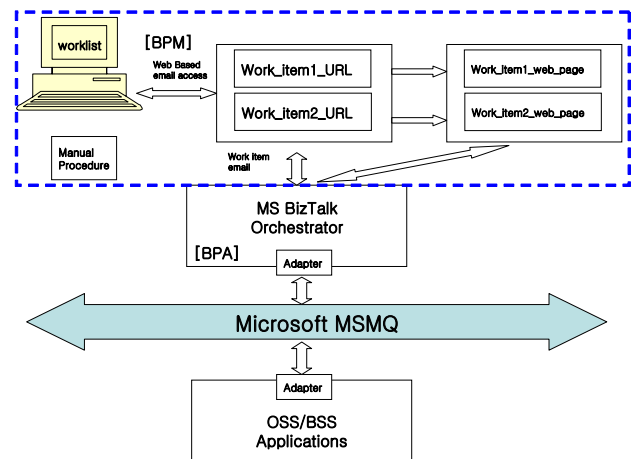 worklist
[BPM]
Web Based
email access
Work_item1_URL
Work_item2_URL
Work_item1_web_page
Work_item2_web_page
Manual
Procedure
Work Item
email
MS BizTalk
Orchestrator
[BPA]
Adapter
Microsoft MSMQ
Adapter
OSS/BSS
Applications